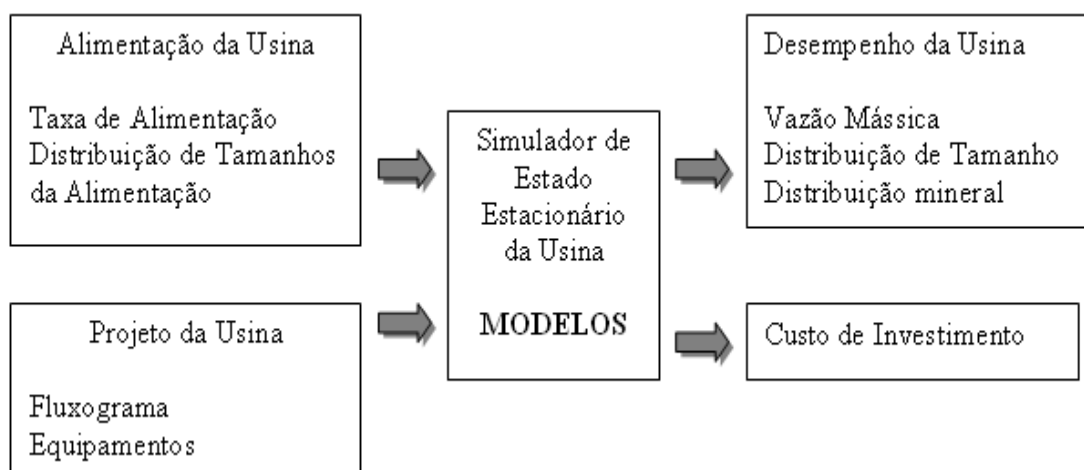 Alimentação da Usina
Taxa de Alimentação
Distribuição de Tamanhos
da Alimentação
Projeto da Usina
Fluxograma
Equipamentos
Simulador de
Estado
Estacionário
da Usina
MODELOS
Desempenho da Usina
Vazão Mássica
Distribuição de Tamanho
Distribuição mineral
Custo de Investimento